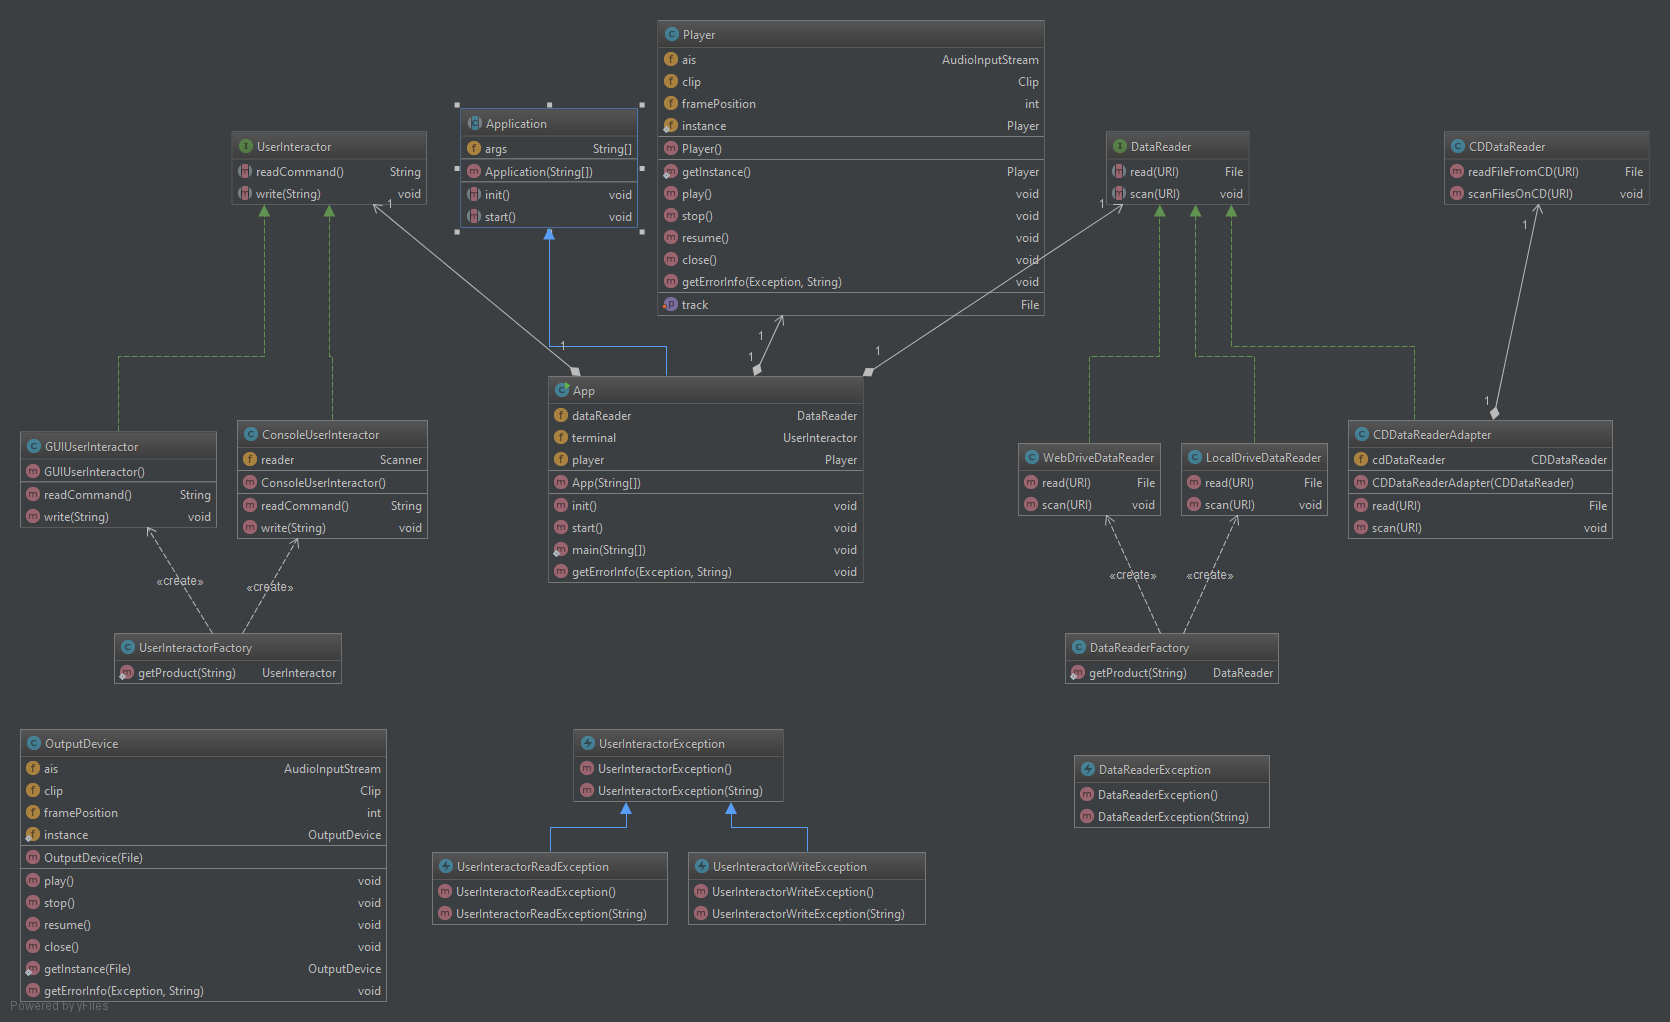 Player
ais AudioInputStream
clip Clip
framePosition int
instance Player
Player()
getInstance() Player
play() void
stop() void
resume() void
close() void
getErrorInfo(Exception, String) void
track File
Application
args String[]
Application(String[])
init() void
start() void
UserInteractor
readCommand() String
write(String) void
DataReader
read(URI) File
scan(URI) void
CDDataReader
readFileFromCD(URI) File
scanFilesOnCD(URI) void
1
1
1
1
1
1
1
1
App
dataReader DataReader
terminal UserInteractor
player Player
App(String[])
init() void
start() void
main(String[]) void
getErrorInfo(Exception, String) void
GUIUserInteractor
GUIUserInteractor()
readCommand() String
write(String) void
ConsoleUserInteractor
reader Scanner
ConsoleUserInteractor()
readCommand() String
write(String) void
WebDriveDataReader
read(URI) File
scan(URI) void
LocalDriveDataReader
read(URI) File
scan(URI) void
CDDataReaderAdapter
cdDataReader CDDataReader
CDDataReaderAdapter(CDDataReader)
read(URI) File
scan(URI) void
«create»
«create»
«create»
«create»
UserInteractorFactory
getProduct(String) UserInteractor
DataReaderFactory
getProduct(String) DataReader
OutputDevice
ais AudioInputStream
clip Clip
framePosition int
instance OutputDevice
OutputDevice(File)
play() void
stop() void
resume() void
close() void
getInstance(File) OutputDevice
getErrorInfo(Exception, String) void
UserInteractorException
UserInteractorException()
UserInteractorException(String)
UserInteractorReadException
UserInteractorReadException()
UserInteractorReadException(String)
UserInteractorWriteException
UserInteractorWriteException()
UserInteractorWriteException(String)
DataReaderException
DataReaderException()
DataReaderException(String)
Powered by yFiles